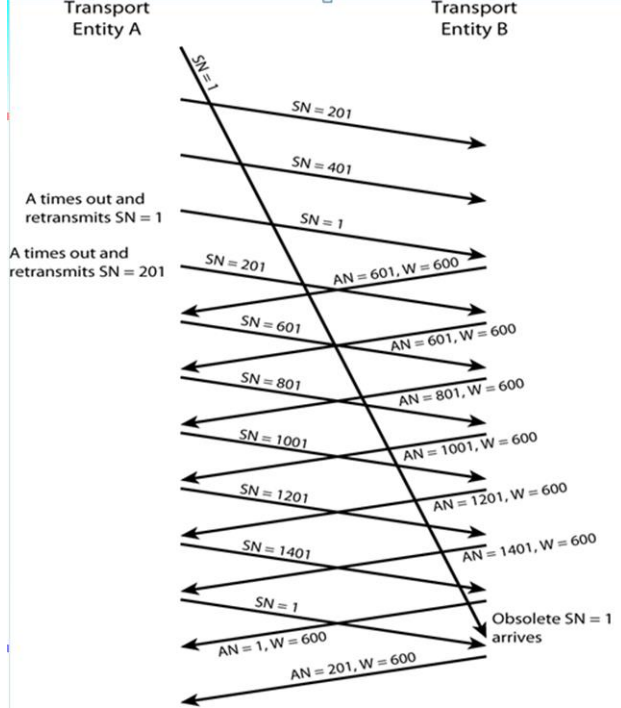 Transport
Entity A
Transport
Entity B
SN = 1
SN = 201
SN = 401
A times out and
retransmits SN = 1
SN = 1
A times out and
retransmits SN = 201
SN = 201
AN = 601, W = 600
SN = 601
AN = 601, W = 600
SN = 801
AN = 801, W = 600
SN = 1001
AN = 1001, W = 600
SN = 1201
AN = 1201, W = 600
SN = 1401
AN = 1401, W = 600
SN = 1
Obsolete SN = 1
arrives
AN = 1, W = 600
AN = 201, W = 600